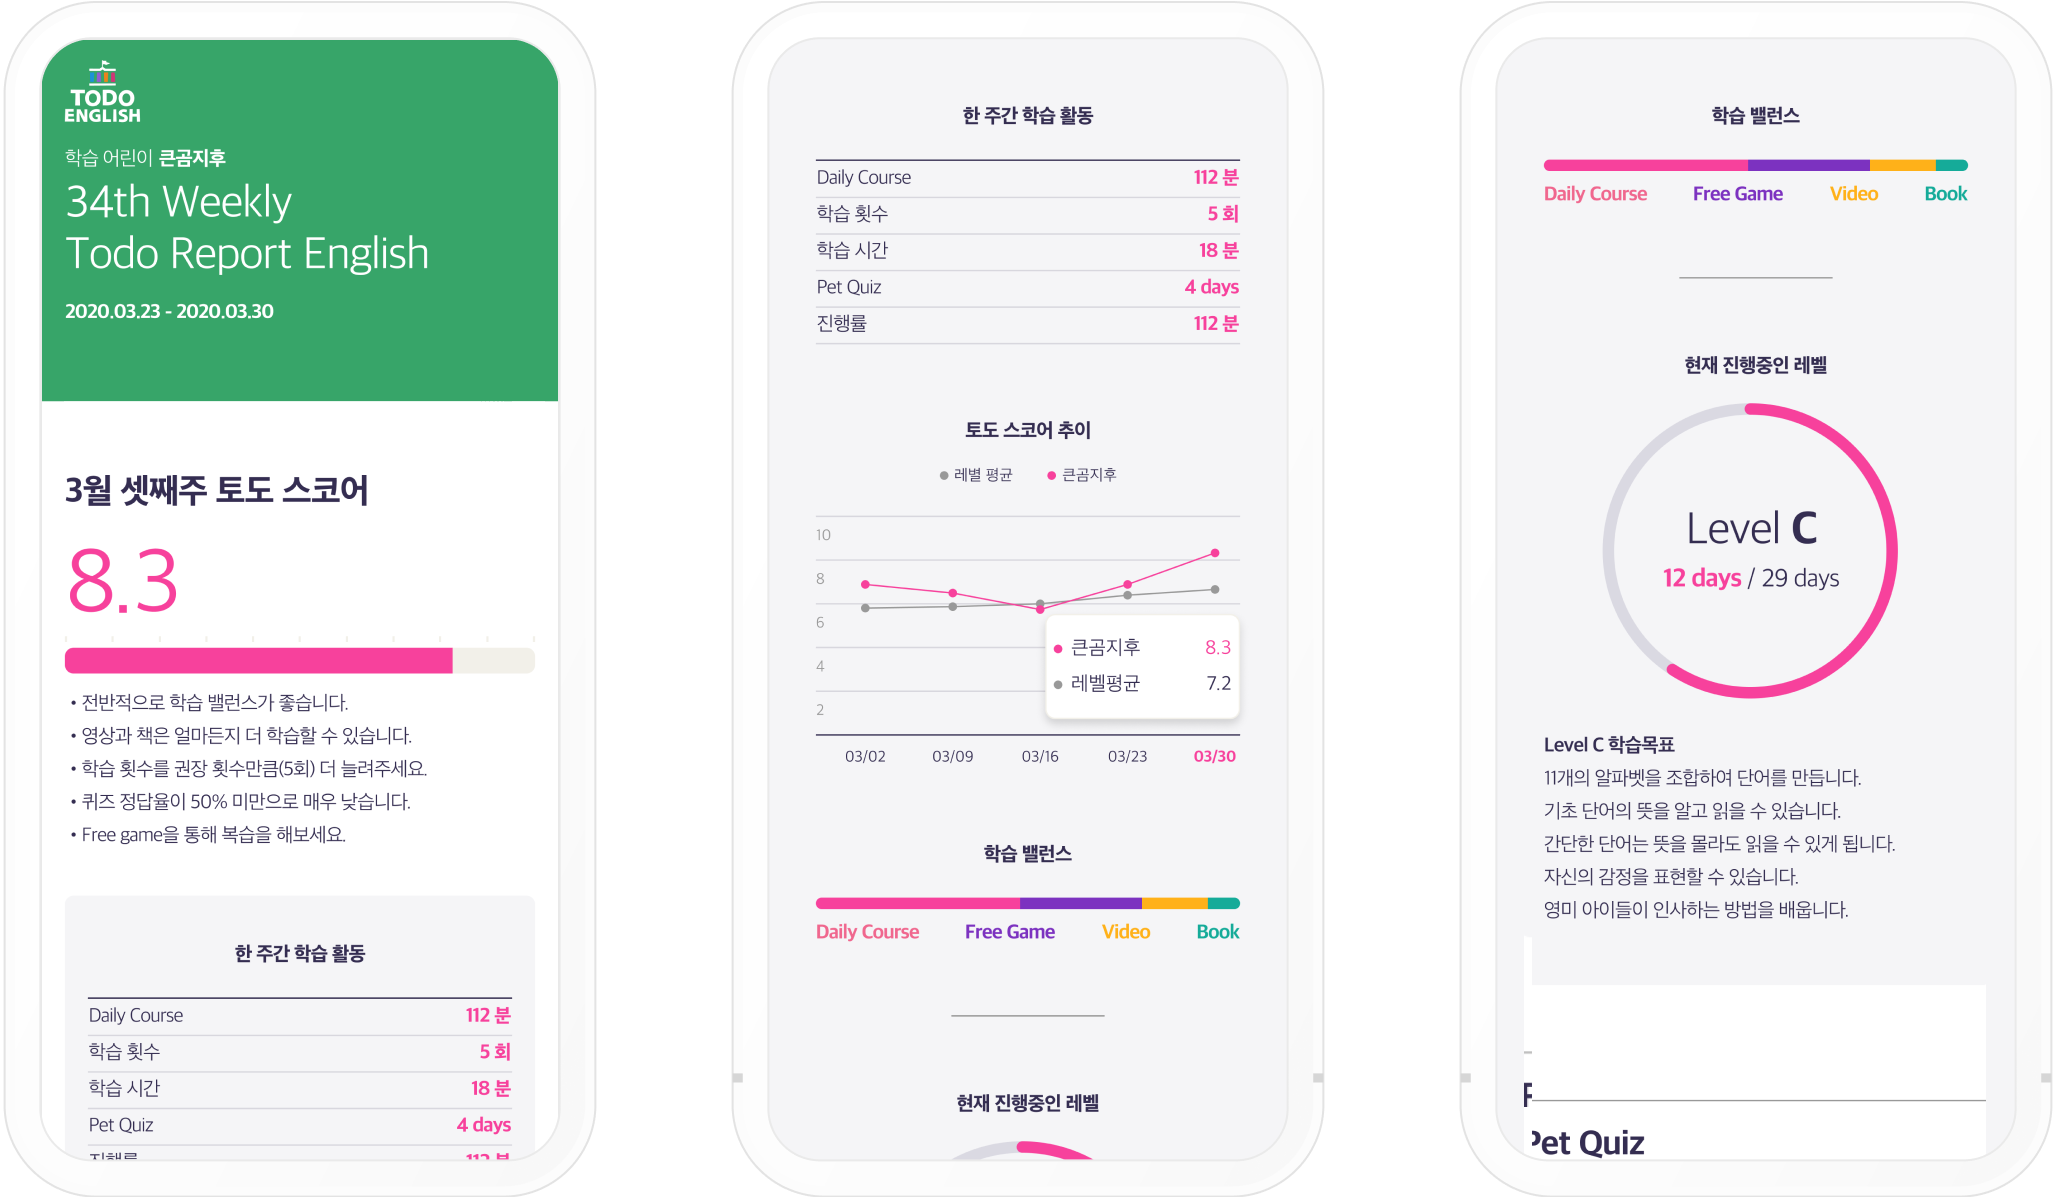 TODO
ENGLISH
학습 어린이 큰곰지후
34th Weekly
Todo Report English
2020.03.23 - 2020.03.30
3월 셋째주 토도 스코어
8.3
• 전반적으로 학습 밸런스가 좋습니다.
• 영상과 책은 얼마든지 더 학습할 수 있습니다.
• 학습 횟수를 권장 횟수만큼(5회) 더 늘려주세요.
• 퀴즈 정답율이 50% 미만으로 매우 낮습니다.
• Free game을 통해 복습을 해보세요.
한 주간 학습 활동
Daily Course 112 분
학습 횟수 5 회
학습 시간 18 분
Pet Quiz 4 days
진행률 112 분
한 주간 학습 활동
Daily Course 112 분
학습 횟수 5 회
학습 시간 18 분
Pet Quiz 4 days
진행률 112 분
토도 스코어 추이
레별 평균 큰곰지후
10
8
6
4
2
큰곰지후 8.3
레벨평균 7.2
03/02 03/09 03/16 03/23 03/30
학습 밸런스
Daily Course Free Game Video Book
현재 진행중인 레벨
학습 밸런스
Daily Course Free Game Video Book
현재 진행중인 레벨
Level C
12 days / 29 days
Level C 학습목표
11개의 알파벳을 조합하여 단어를 만듭니다.
기초 단어의 뜻을 알고 읽을 수 있습니다.
간단한 단어는 뜻을 몰라도 읽을 수 있게 됩니다.
자신의 감정을 표현할 수 있습니다.
영미 아이들이 인사하는 방법을 배웁니다.
Pet Quiz